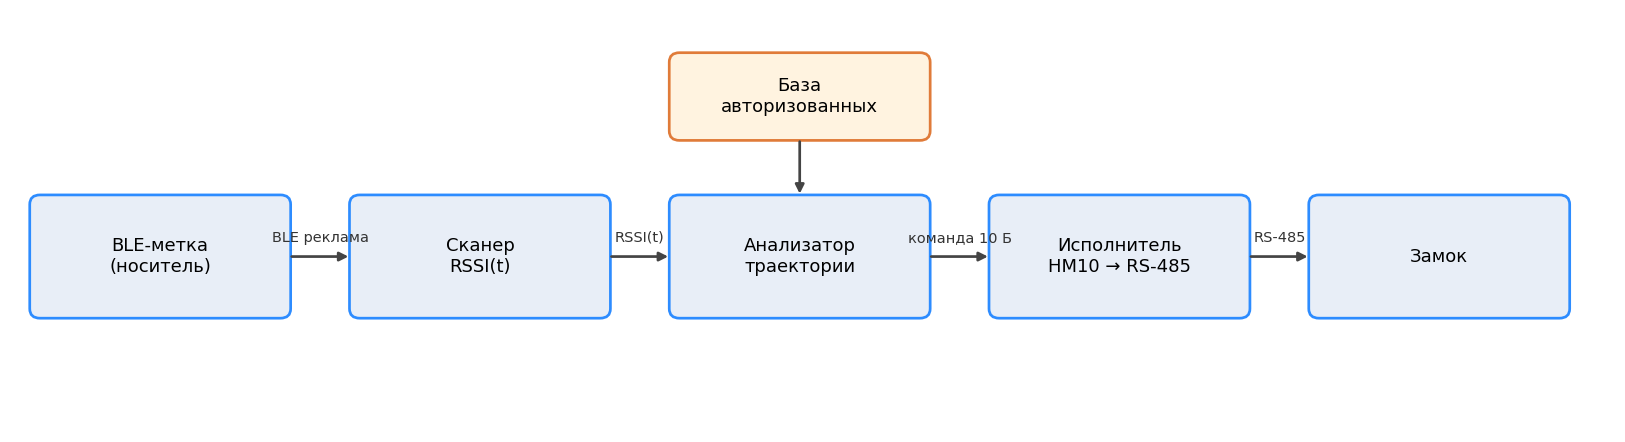 База
авторизованных
BLE-метка
(носитель)
BLE реклама
Сканер
RSSI(t)
RSSI(t)
Анализатор
траектории
команда 10 Б
Исполнитель
HM10 → RS-485
RS-485
Замок